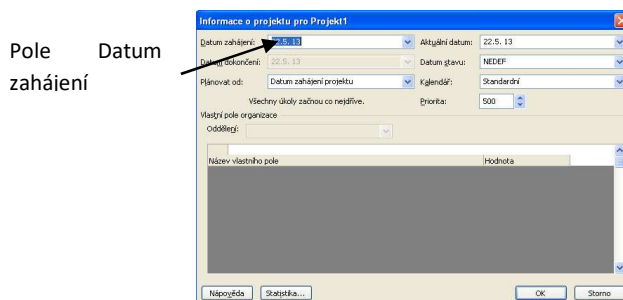 Informace o projektu pro Projekt1
Pole Datum
zahájení
Datum zahájení: 22.5. 13 Aktuální datum: 22.5. 13
Datum dokončení: 22.5. 13 Datum stavu: NEDEF
Plánovat od: Datum zahájení projektu Kalendář: Standardní
Všechny úkoly začnou co nejdříve. Priorita: 500
Vlastní pole organizace
Oddělení:
Název vlastního pole Hodnota
Nápověda Statistika... OK Storno